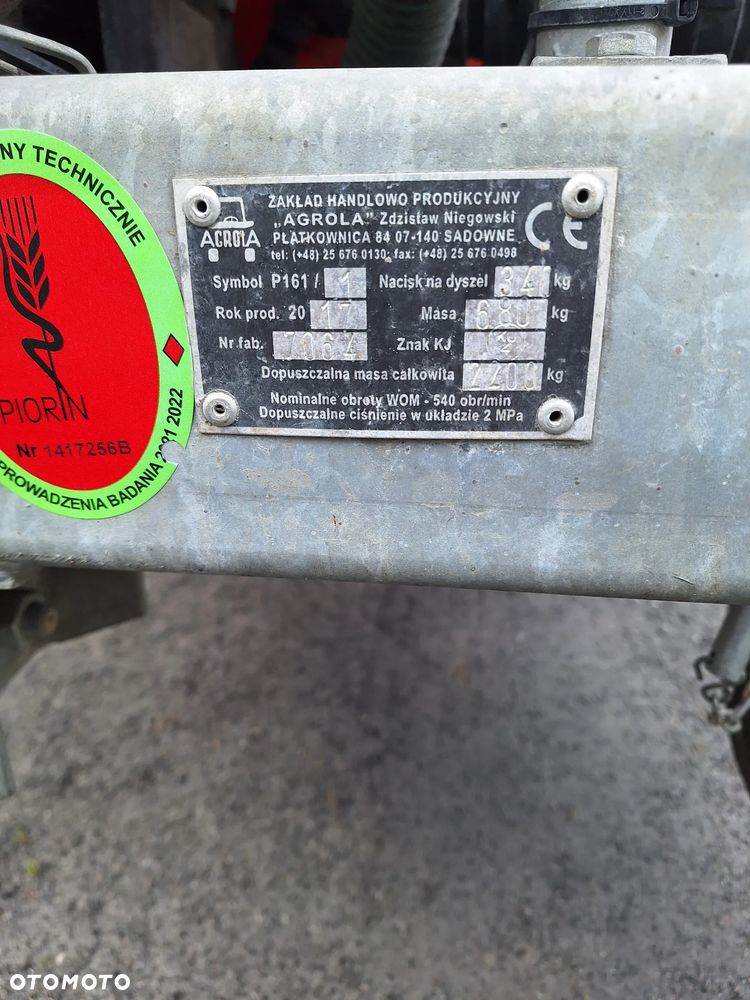 NY TECHNICZNIE
PIORIN
Nr 1417256B
PROWADZENIA BADANIA 2021 2022
ZAKŁAD HANDLOWO PRODUKCYJNY
„AGROLA” Zdzisław Niegowski
PŁATKOWNICA 84 07-140 SADOWNE
tel: (+48) 25 676 0130; fax: (+48) 25 676 0498
AGROLA
CE
Symbol P161 / 1 Nacisk na dyszel 34 kg
Rok prod. 20 17 Masa 680 kg
Nr fab. 7064 Znak KJ
Dopuszczalna masa całkowita 2200 kg
Nominalne obroty WOM - 540 obr/min
Dopuszczalne ciśnienie w układzie 2 MPa
OTOMOTO